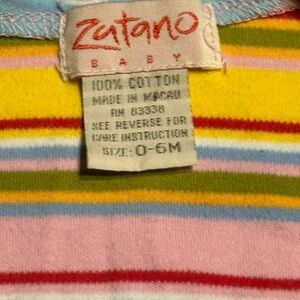 Zutano
BABY
100% COTTON
MADE IN MACAU
RN 83338
SEE REVERSE FOR
CARE INSTRUCTION
SIZE: 0-6M